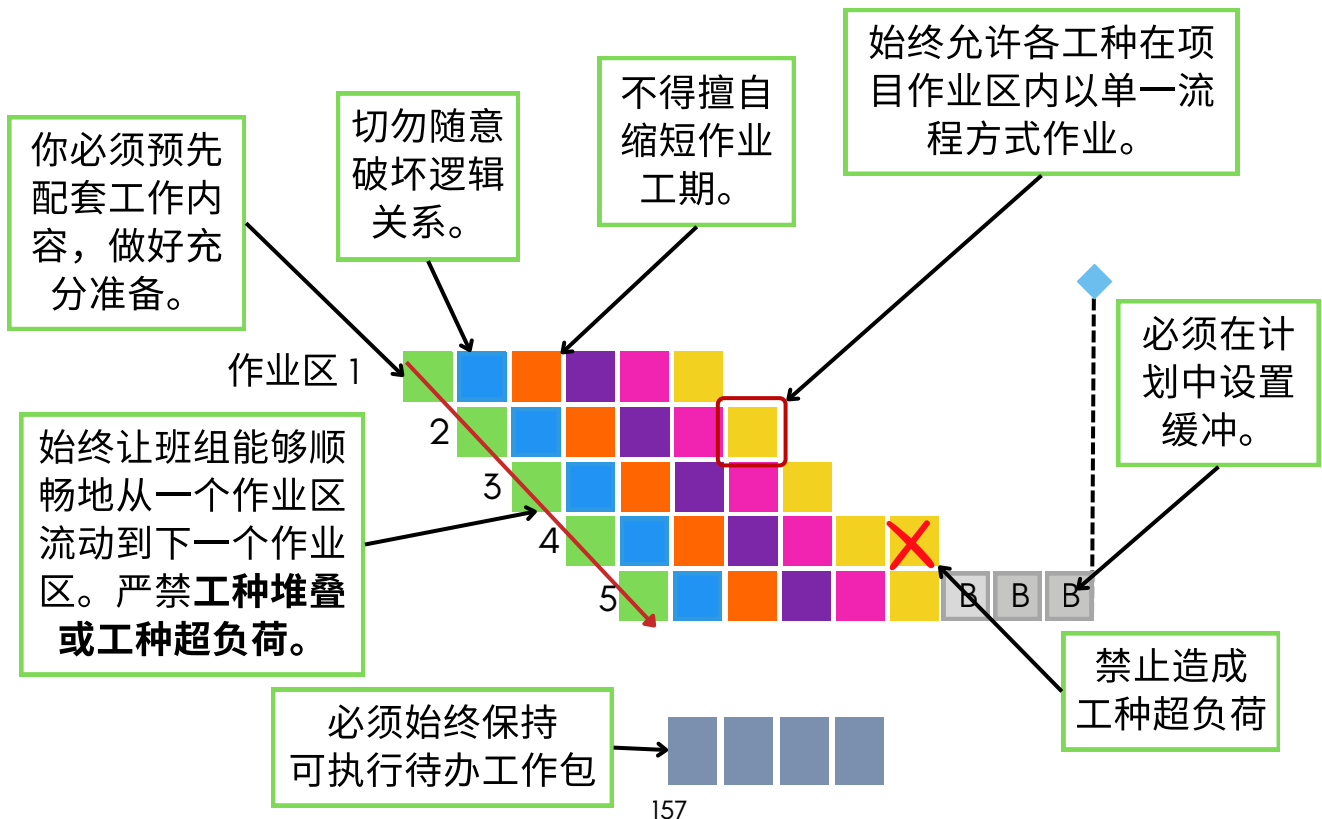 始终允许各工种在项
目作业区内以单一流
程方式作业。
不得擅自
缩短作业
工期。
切勿随意
破坏逻辑
关系。
你必须预先
配套工作内
容，做好充
分准备。
必须在计
划中设置
缓冲。
作业区 1
2
3
4
5
B
B
B
始终让班组能够顺
畅地从一个作业区
流动到下一个作业
区。严禁工种堆叠
或工种超负荷。
禁止造成
工种超负荷
必须始终保持
可执行待办工作包
157